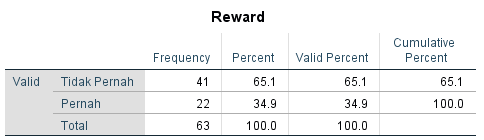 Reward
Frequency Percent Valid Percent Cumulative Percent
Valid Tidak Pernah 41 65.1 65.1 65.1
Pernah 22 34.9 34.9 100.0
Total 63 100.0 100.0